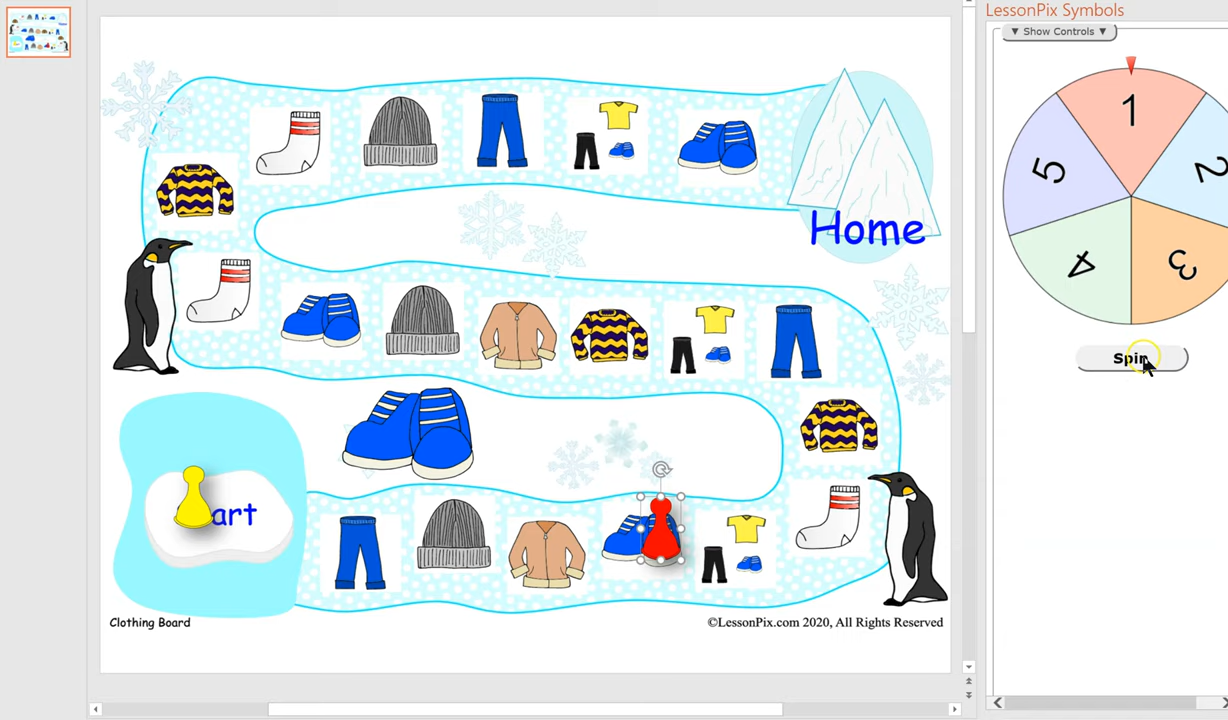 LessonPix Symbols
▼ Show Controls ▼
1
2
3
4
5
Spin
Home
art
Clothing Board
©LessonPix.com 2020, All Rights Reserved